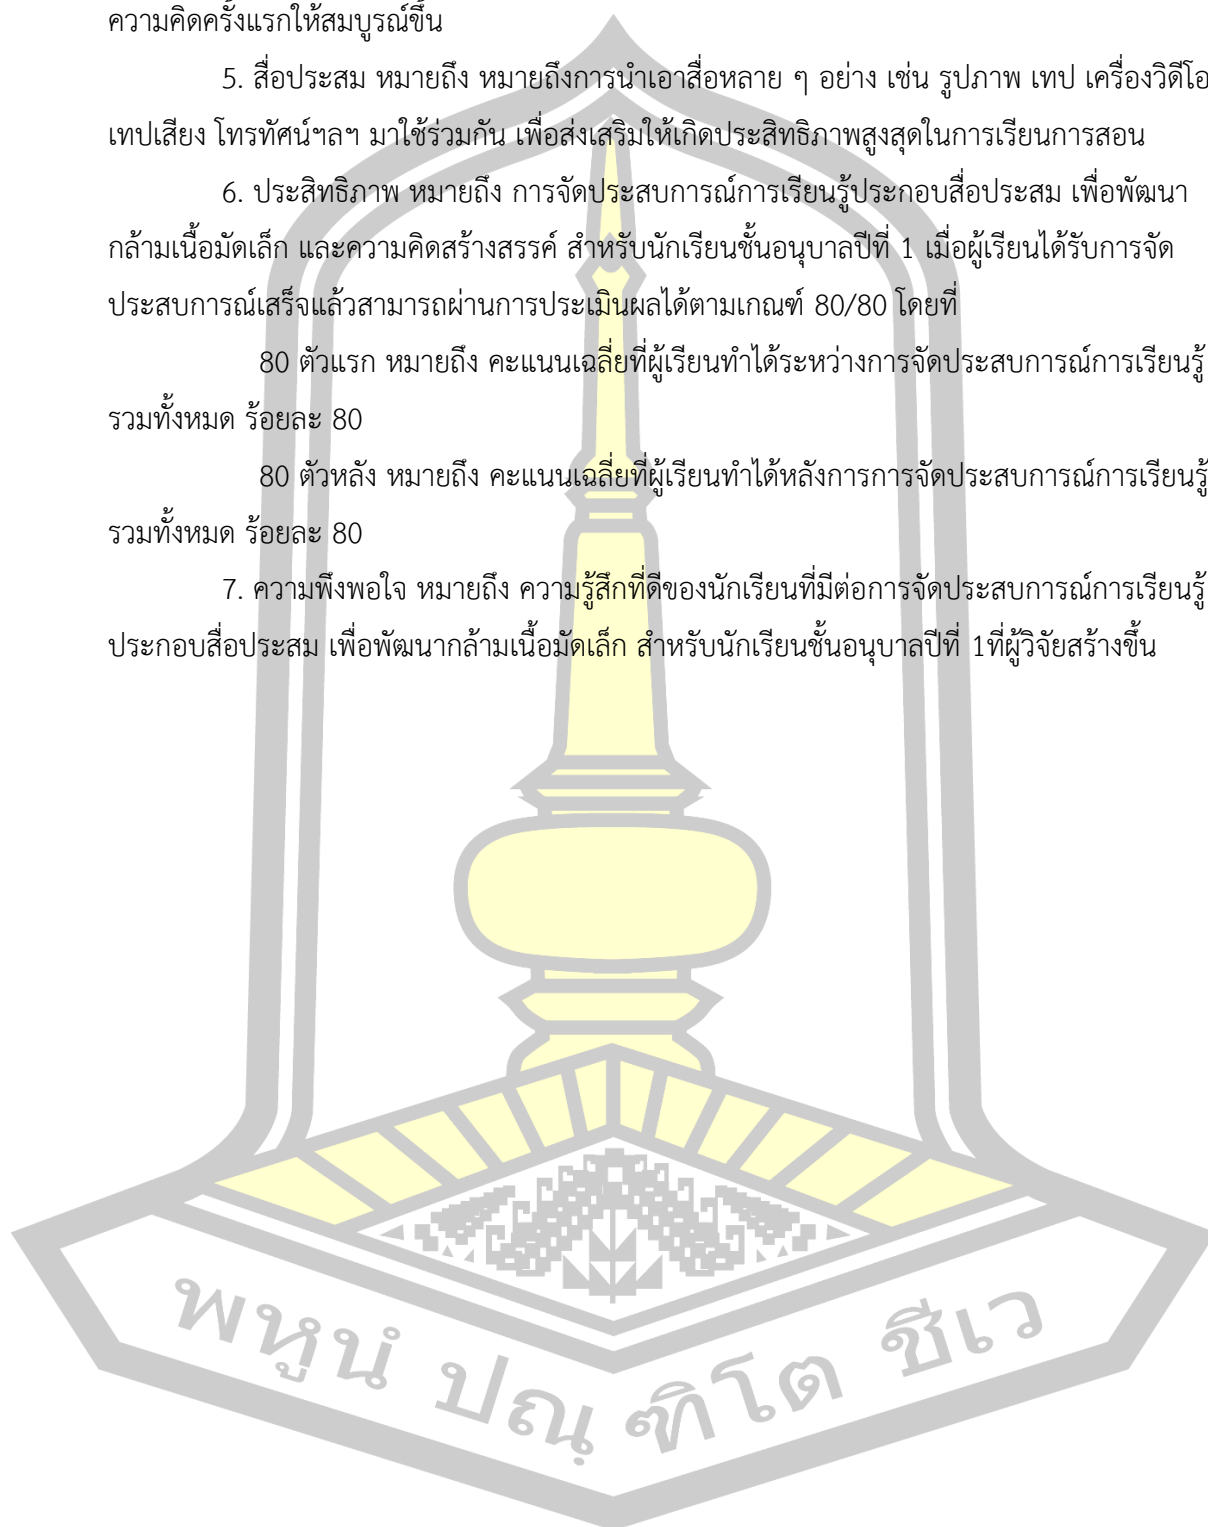 ความคิดครั้งแรกให้สมบูรณ์ขึ้น
5. สื่อประสม หมายถึง หมายถึงการนำเอาสื่อหลาย ๆ อย่าง เช่น รูปภาพ เทป เครื่องวิดีโอ
เทปเสียง โทรทัศน์ฯลฯ มาใช้ร่วมกัน เพื่อส่งเสริมให้เกิดประสิทธิภาพสูงสุดในการเรียนการสอน
6. ประสิทธิภาพ หมายถึง การจัดประสบการณ์การเรียนรู้ประกอบสื่อประสม เพื่อพัฒนา
กล้ามเนื้อมัดเล็ก และความคิดสร้างสรรค์ สำหรับนักเรียนชั้นอนุบาลปีที่ 1 เมื่อผู้เรียนได้รับการจัด
ประสบการณ์เสร็จแล้วสามารถผ่านการประเมินผลได้ตามเกณฑ์ 80/80 โดยที่
80 ตัวแรก หมายถึง คะแนนเฉลี่ยที่ผู้เรียนทำได้ระหว่างการจัดประสบการณ์การเรียนรู้
รวมทั้งหมด ร้อยละ 80
80 ตัวหลัง หมายถึง คะแนนเฉลี่ยที่ผู้เรียนทำได้หลังการการจัดประสบการณ์การเรียนรู้
รวมทั้งหมด ร้อยละ 80
7. ความพึงพอใจ หมายถึง ความรู้สึกที่ดีของนักเรียนที่มีต่อการจัดประสบการณ์การเรียนรู้
ประกอบสื่อประสม เพื่อพัฒนากล้ามเนื้อมัดเล็ก สำหรับนักเรียนชั้นอนุบาลปีที่ 1ที่ผู้วิจัยสร้างขึ้น
พหูนํ ปณฺ ฑิโต ชีเว